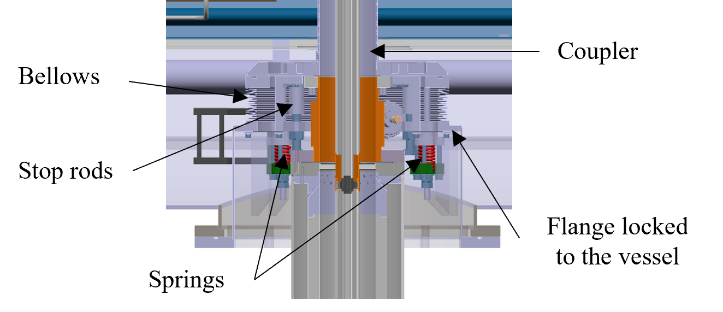 Coupler
Bellows
Stop rods
Flange locked
to the vessel
Springs